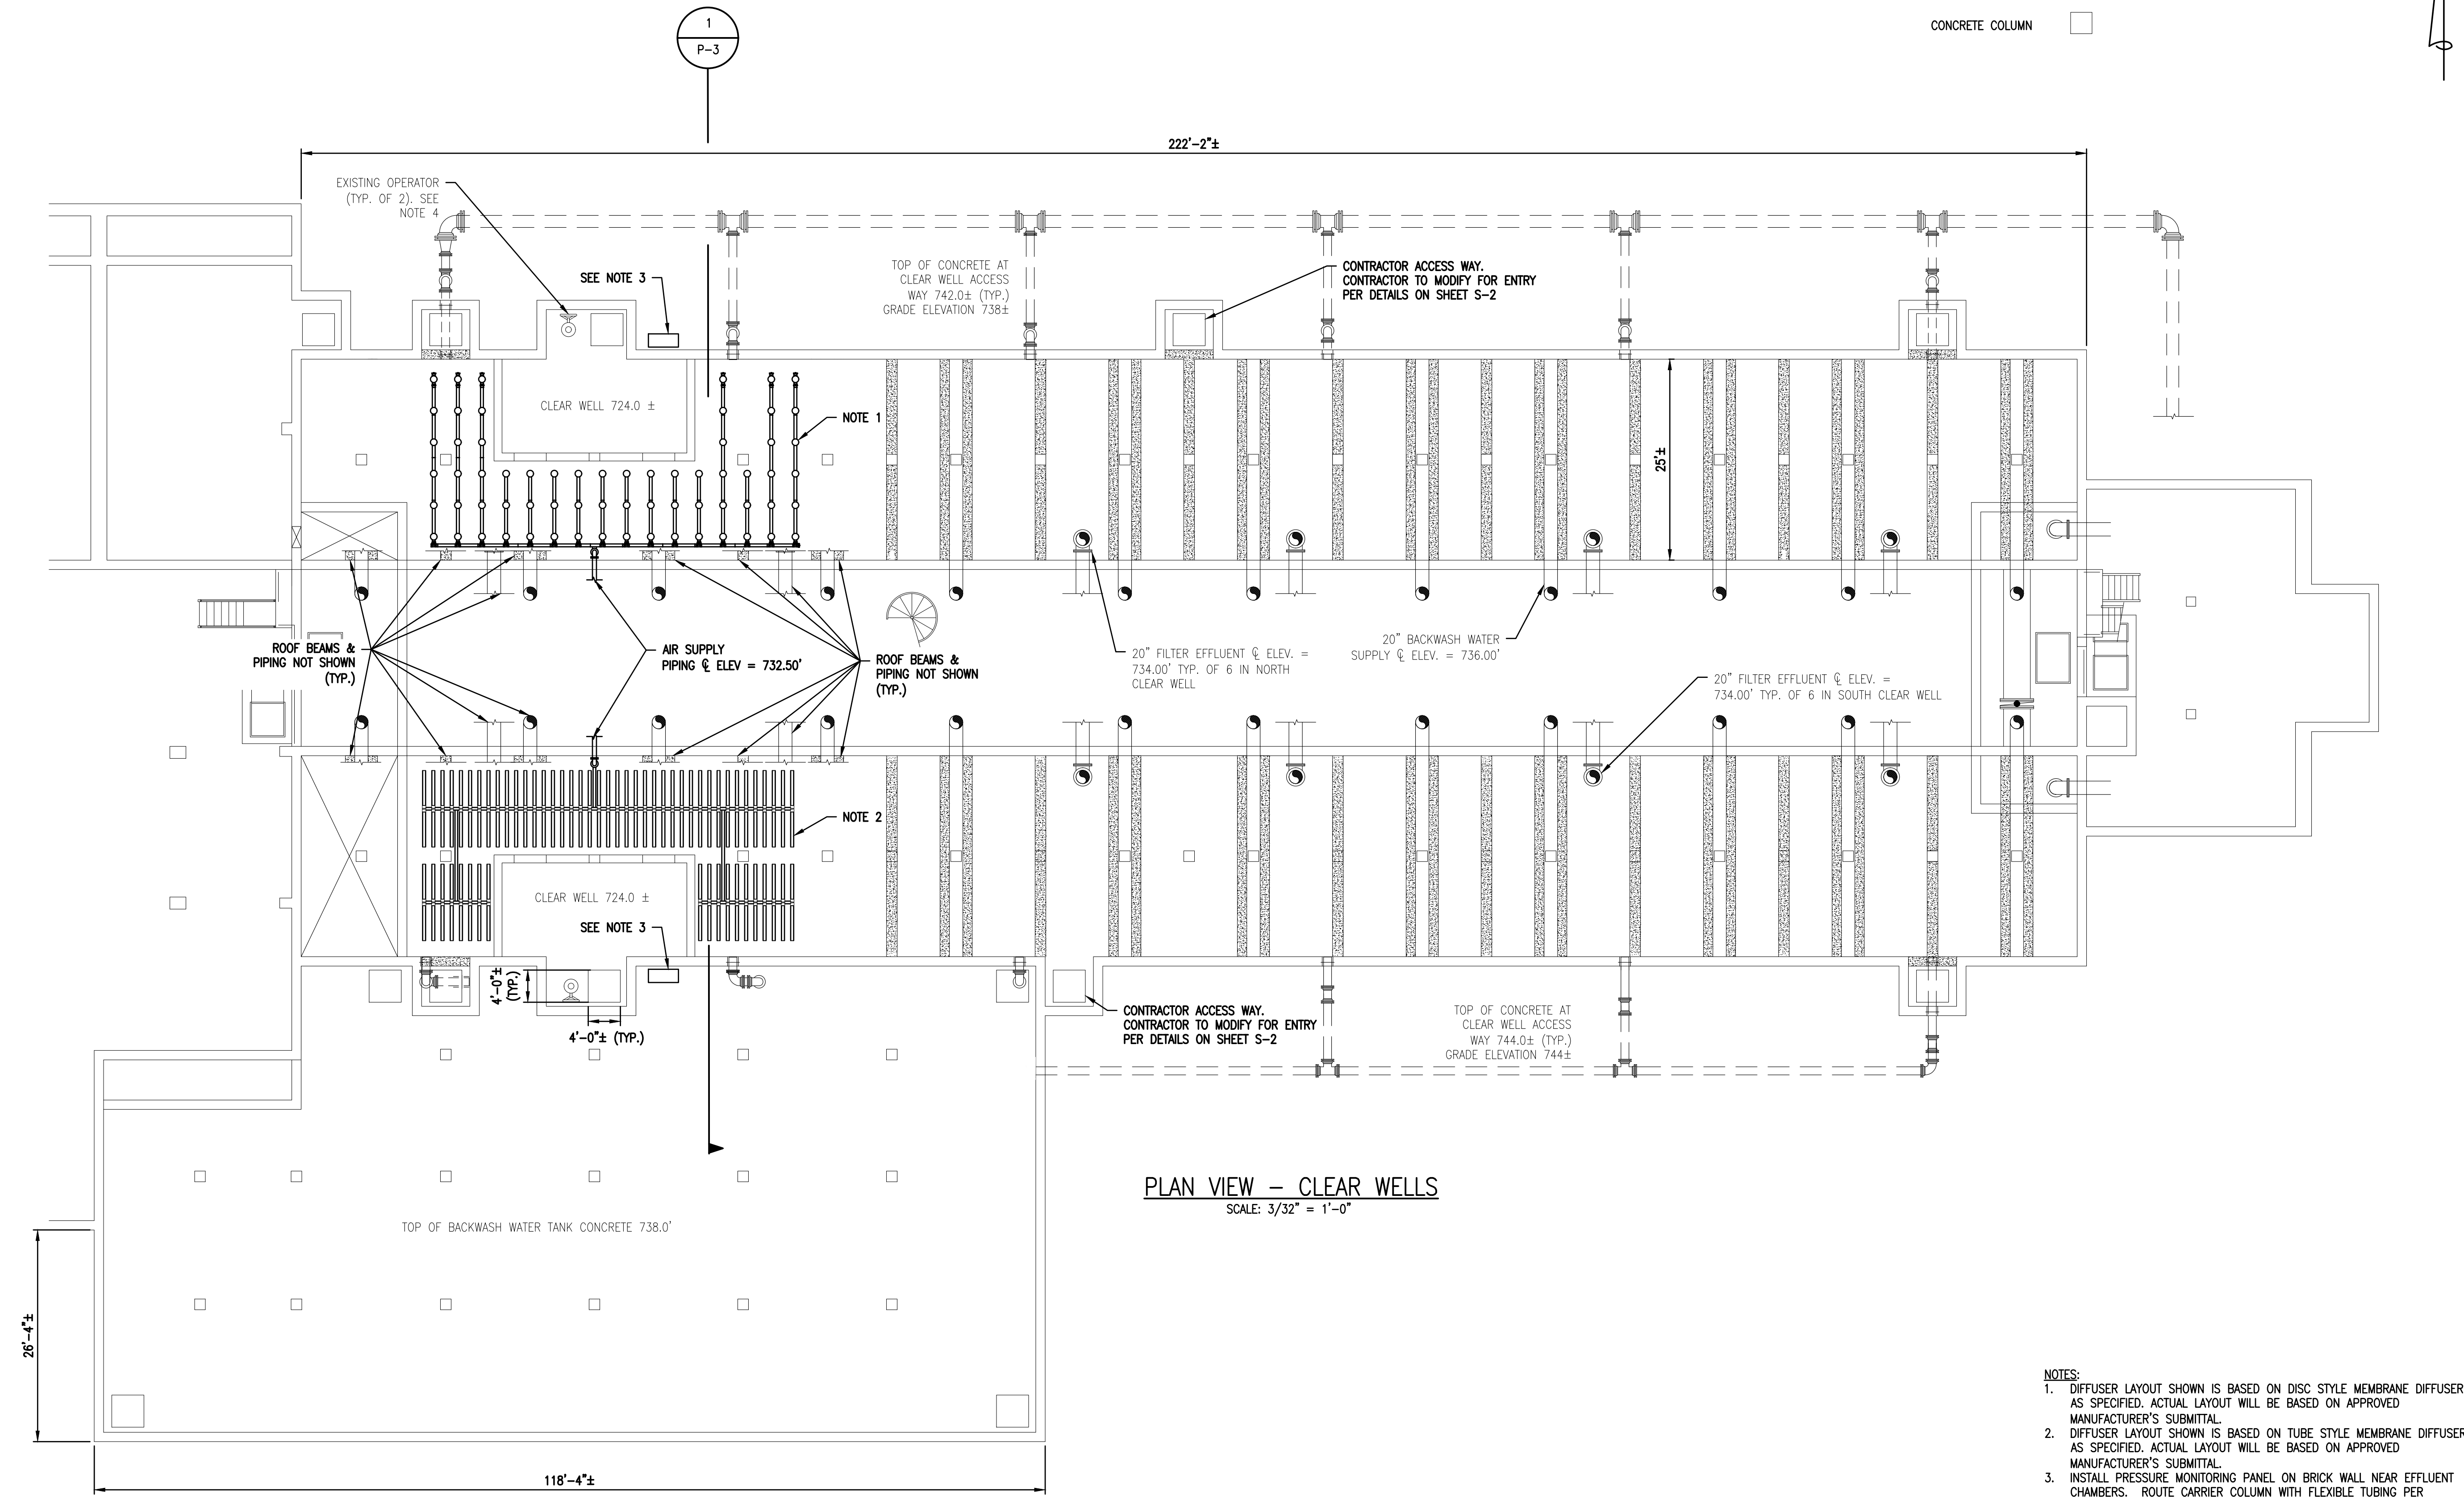 1
P-3
CONCRETE COLUMN
222'-2"±
EXISTING OPERATOR
(TYP. OF 2). SEE
NOTE 4
SEE NOTE 3
TOP OF CONCRETE AT
CLEAR WELL ACCESS
WAY 742.0± (TYP.)
GRADE ELEVATION 738±
CONTRACTOR ACCESS WAY.
CONTRACTOR TO MODIFY FOR ENTRY
PER DETAILS ON SHEET S-2
CLEAR WELL 724.0 ±
NOTE 1
25'±
ROOF BEAMS &
PIPING NOT SHOWN
(TYP.)
AIR SUPPLY
PIPING ℄ ELEV = 732.50'
ROOF BEAMS &
PIPING NOT SHOWN
(TYP.)
20" FILTER EFFLUENT ℄ ELEV. =
734.00' TYP. OF 6 IN NORTH
CLEAR WELL
20" BACKWASH WATER
SUPPLY ℄ ELEV. = 736.00'
20" FILTER EFFLUENT ℄ ELEV. =
734.00' TYP. OF 6 IN SOUTH CLEAR WELL
NOTE 2
CLEAR WELL 724.0 ±
SEE NOTE 3
4'-0"±
(TYP.)
4'-0"± (TYP.)
CONTRACTOR ACCESS WAY.
CONTRACTOR TO MODIFY FOR ENTRY
PER DETAILS ON SHEET S-2
TOP OF CONCRETE AT
CLEAR WELL ACCESS
WAY 744.0± (TYP.)
GRADE ELEVATION 744±
PLAN VIEW - CLEAR WELLS
SCALE: 3/32" = 1'-0"
TOP OF BACKWASH WATER TANK CONCRETE 738.0'
26'-4"±
118'-4"±
NOTES:
1. DIFFUSER LAYOUT SHOWN IS BASED ON DISC STYLE MEMBRANE DIFFUSER
AS SPECIFIED. ACTUAL LAYOUT WILL BE BASED ON APPROVED
MANUFACTURER'S SUBMITTAL.
2. DIFFUSER LAYOUT SHOWN IS BASED ON TUBE STYLE MEMBRANE DIFFUSER
AS SPECIFIED. ACTUAL LAYOUT WILL BE BASED ON APPROVED
MANUFACTURER'S SUBMITTAL.
3. INSTALL PRESSURE MONITORING PANEL ON BRICK WALL NEAR EFFLUENT
CHAMBERS. ROUTE CARRIER COLUMN WITH FLEXIBLE TUBING PER